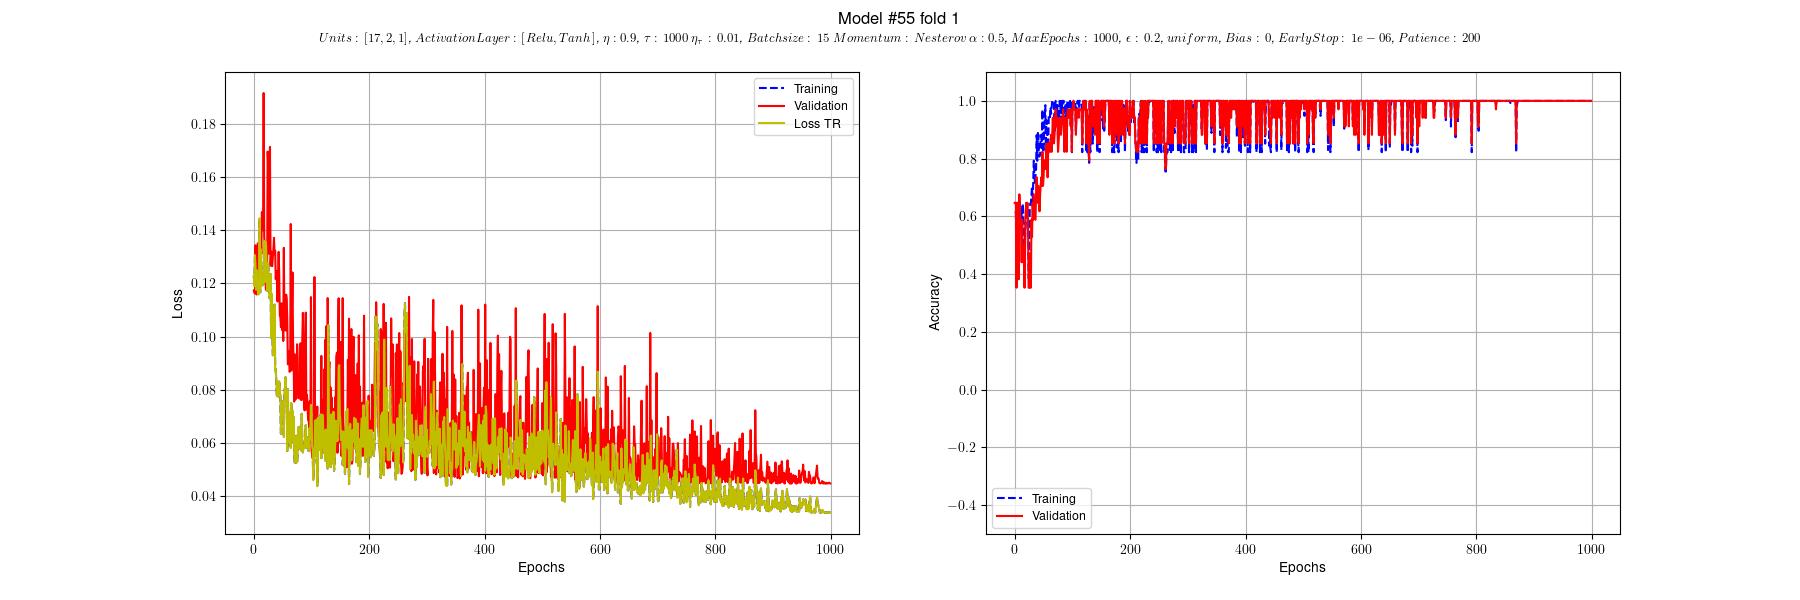 Model #55 fold 1
Units : [17, 2, 1], ActivationLayer : [Relu, Tanh], η : 0.9, τ : 1000 ητ : 0.01, Batchsize : 15 Momentum : Nesterov α : 0.5, MaxEpochs : 1000, ϵ : 0.2, uniform, Bias : 0, EarlyStop : 1e − 06, Patience : 200
Training
Validation
Loss TR
0.18
0.16
0.14
0.12
0.10
0.08
0.06
0.04
Loss
0 200 400 600 800 1000
Epochs
1.0
0.8
0.6
0.4
0.2
0.0
−0.2
−0.4
Accuracy
Training
Validation
0 200 400 600 800 1000
Epochs